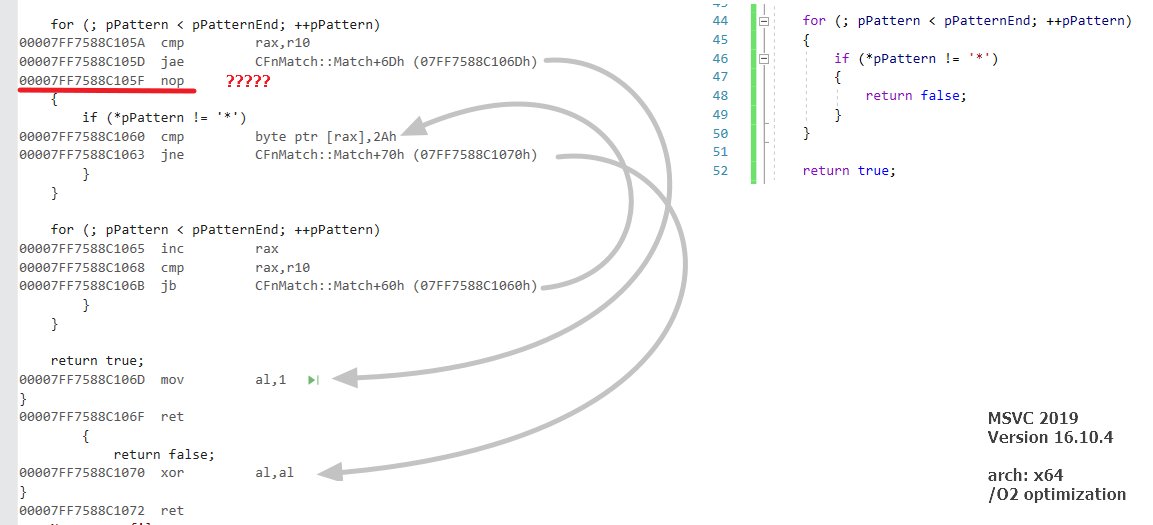 for (; pPattern < pPatternEnd; ++pPattern)
00007FF7588C105A cmp rax,r10
00007FF7588C105D jae CFnMatch::Match+6Dh (07FF7588C106Dh)
00007FF7588C105F nop ?????
{
if (*pPattern != '*')
00007FF7588C1060 cmp byte ptr [rax],2Ah
00007FF7588C1063 jne CFnMatch::Match+70h (07FF7588C1070h)
}
}
for (; pPattern < pPatternEnd; ++pPattern)
00007FF7588C1065 inc rax
00007FF7588C1068 cmp rax,r10
00007FF7588C106B jb CFnMatch::Match+60h (07FF7588C1060h)
}
}
return true;
00007FF7588C106D mov al,1
}
00007FF7588C106F ret
{
return false;
00007FF7588C1070 xor al,al
}
00007FF7588C1072 ret
44 for (; pPattern < pPatternEnd; ++pPattern)
45 {
46 if (*pPattern != '*')
47 {
48 return false;
49 }
50 }
51
52 return true;
MSVC 2019
Version 16.10.4
arch: x64
/O2 optimization